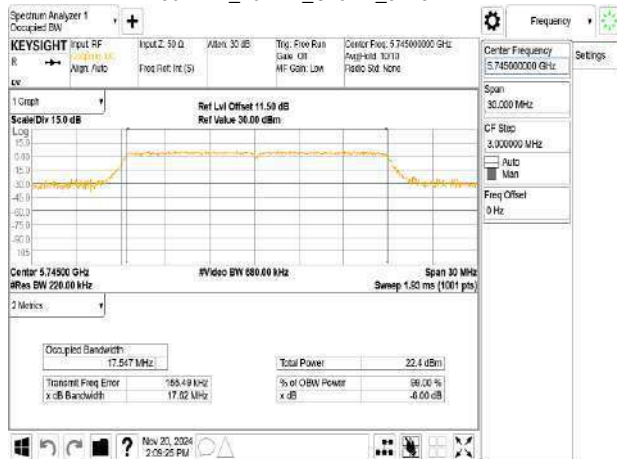 Spectrum Analyzer 1
Occupied BW
+
Frequency
KEYSIGHT
Input: RF
Input Z: 50 Ω
Atten: 30 dB
Trig: Free Run
Center Freq: 5.745000000 GHz
R
Gate: Off
Avg|Hold: 10/10
Align: Auto
Freq Ref: Int (S)
#IF Gain: Low
Radio Std: None
Center Frequency
5.745000000 GHz
Settings
Span
30.000 MHz
CF Step
3.000000 MHz
Auto
Man
Freq Offset
0 Hz
1 Graph
Scale/Div 15.0 dB
Ref Lvl Offset 11.50 dB
Ref Value 30.00 dBm
Log
15.0
0.00
-15.0
-30.0
-45.0
-60.0
-75.0
-90.0
-105
Center 5.74500 GHz
#Video BW 680.00 kHz
Span 30 MHz
#Res BW 220.00 kHz
Sweep 1.93 ms (1001 pts)
2 Metrics
Occupied Bandwidth
17.547 MHz
Total Power
22.4 dBm
Transmit Freq Error
% of OBW Power
99.00 %
x dB Bandwidth
17.62 MHz
x dB
-6.00 dB
?
Nov 20, 2024
2:09:25 PM